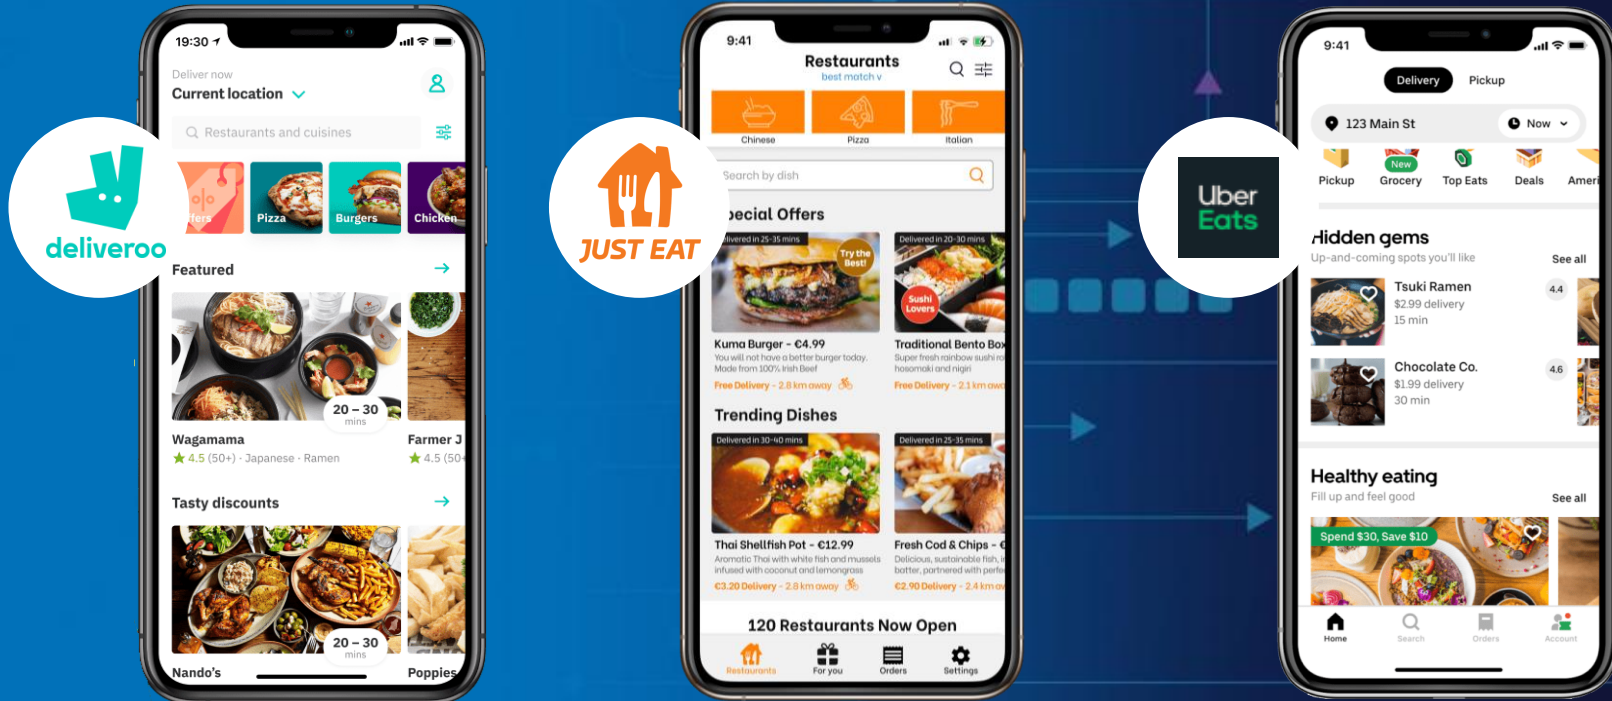 deliveroo
19:30
Deliver now
Current location
Restaurants and cuisines
Pizza
Burgers
Chicken
Featured
20 – 30
mins
Wagamama
4.5 (50+) · Japanese · Ramen
Farmer J
4.5 (50+
Tasty discounts
20 – 30
mins
Nando's
Poppies
JUST EAT
9:41
Restaurants
best match v
Chinese
Pizza
Italian
Search by dish
Special Offers
Delivered in 25-35 mins
Try the
Best!
Kuma Burger - €4.99
You will not have a better burger today.
Made from 100% Irish Beef
Free Delivery - 2.8 km away
Delivered in 20-30 mins
Sushi
Lovers
Traditional Bento Box
Super fresh rainbow sushi ro
hosomaki and nigiri
Free Delivery - 2.1 km awa
Trending Dishes
Delivered in 30-40 mins
Thai Shellfish Pot - €12.99
Aromatic Thai with white fish and mussels
infused with coconut and lemongrass
€3.20 Delivery - 2.8 km away
Delivered in 25-35 mins
Fresh Cod & Chips - €
Delicious, sustainable fish, i
batter, partnered with perfe
€2.90 Delivery - 2.4 km aw
120 Restaurants Now Open
Restaurants
For you
Orders
Settings
Uber
Eats
9:41
Delivery
Pickup
123 Main St
Now
Pickup
New
Grocery
Top Eats
Deals
Ameri
Hidden gems
Up-and-coming spots you'll like
See all
Tsuki Ramen
$2.99 delivery
15 min
4.4
Chocolate Co.
$1.99 delivery
30 min
4.6
Healthy eating
Fill up and feel good
See all
Spend $30, Save $10
Home
Search
Orders
Account